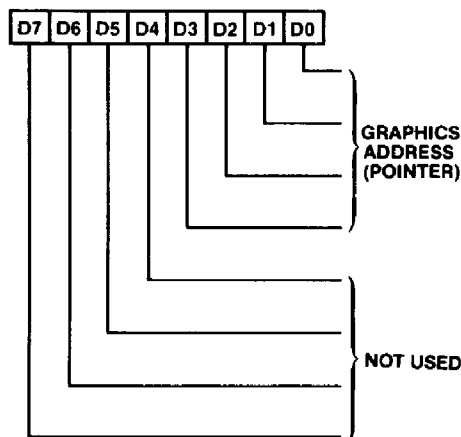 D7 D6 D5 D4 D3 D2 D1 D0
GRAPHICS
ADDRESS
(POINTER)
NOT USED